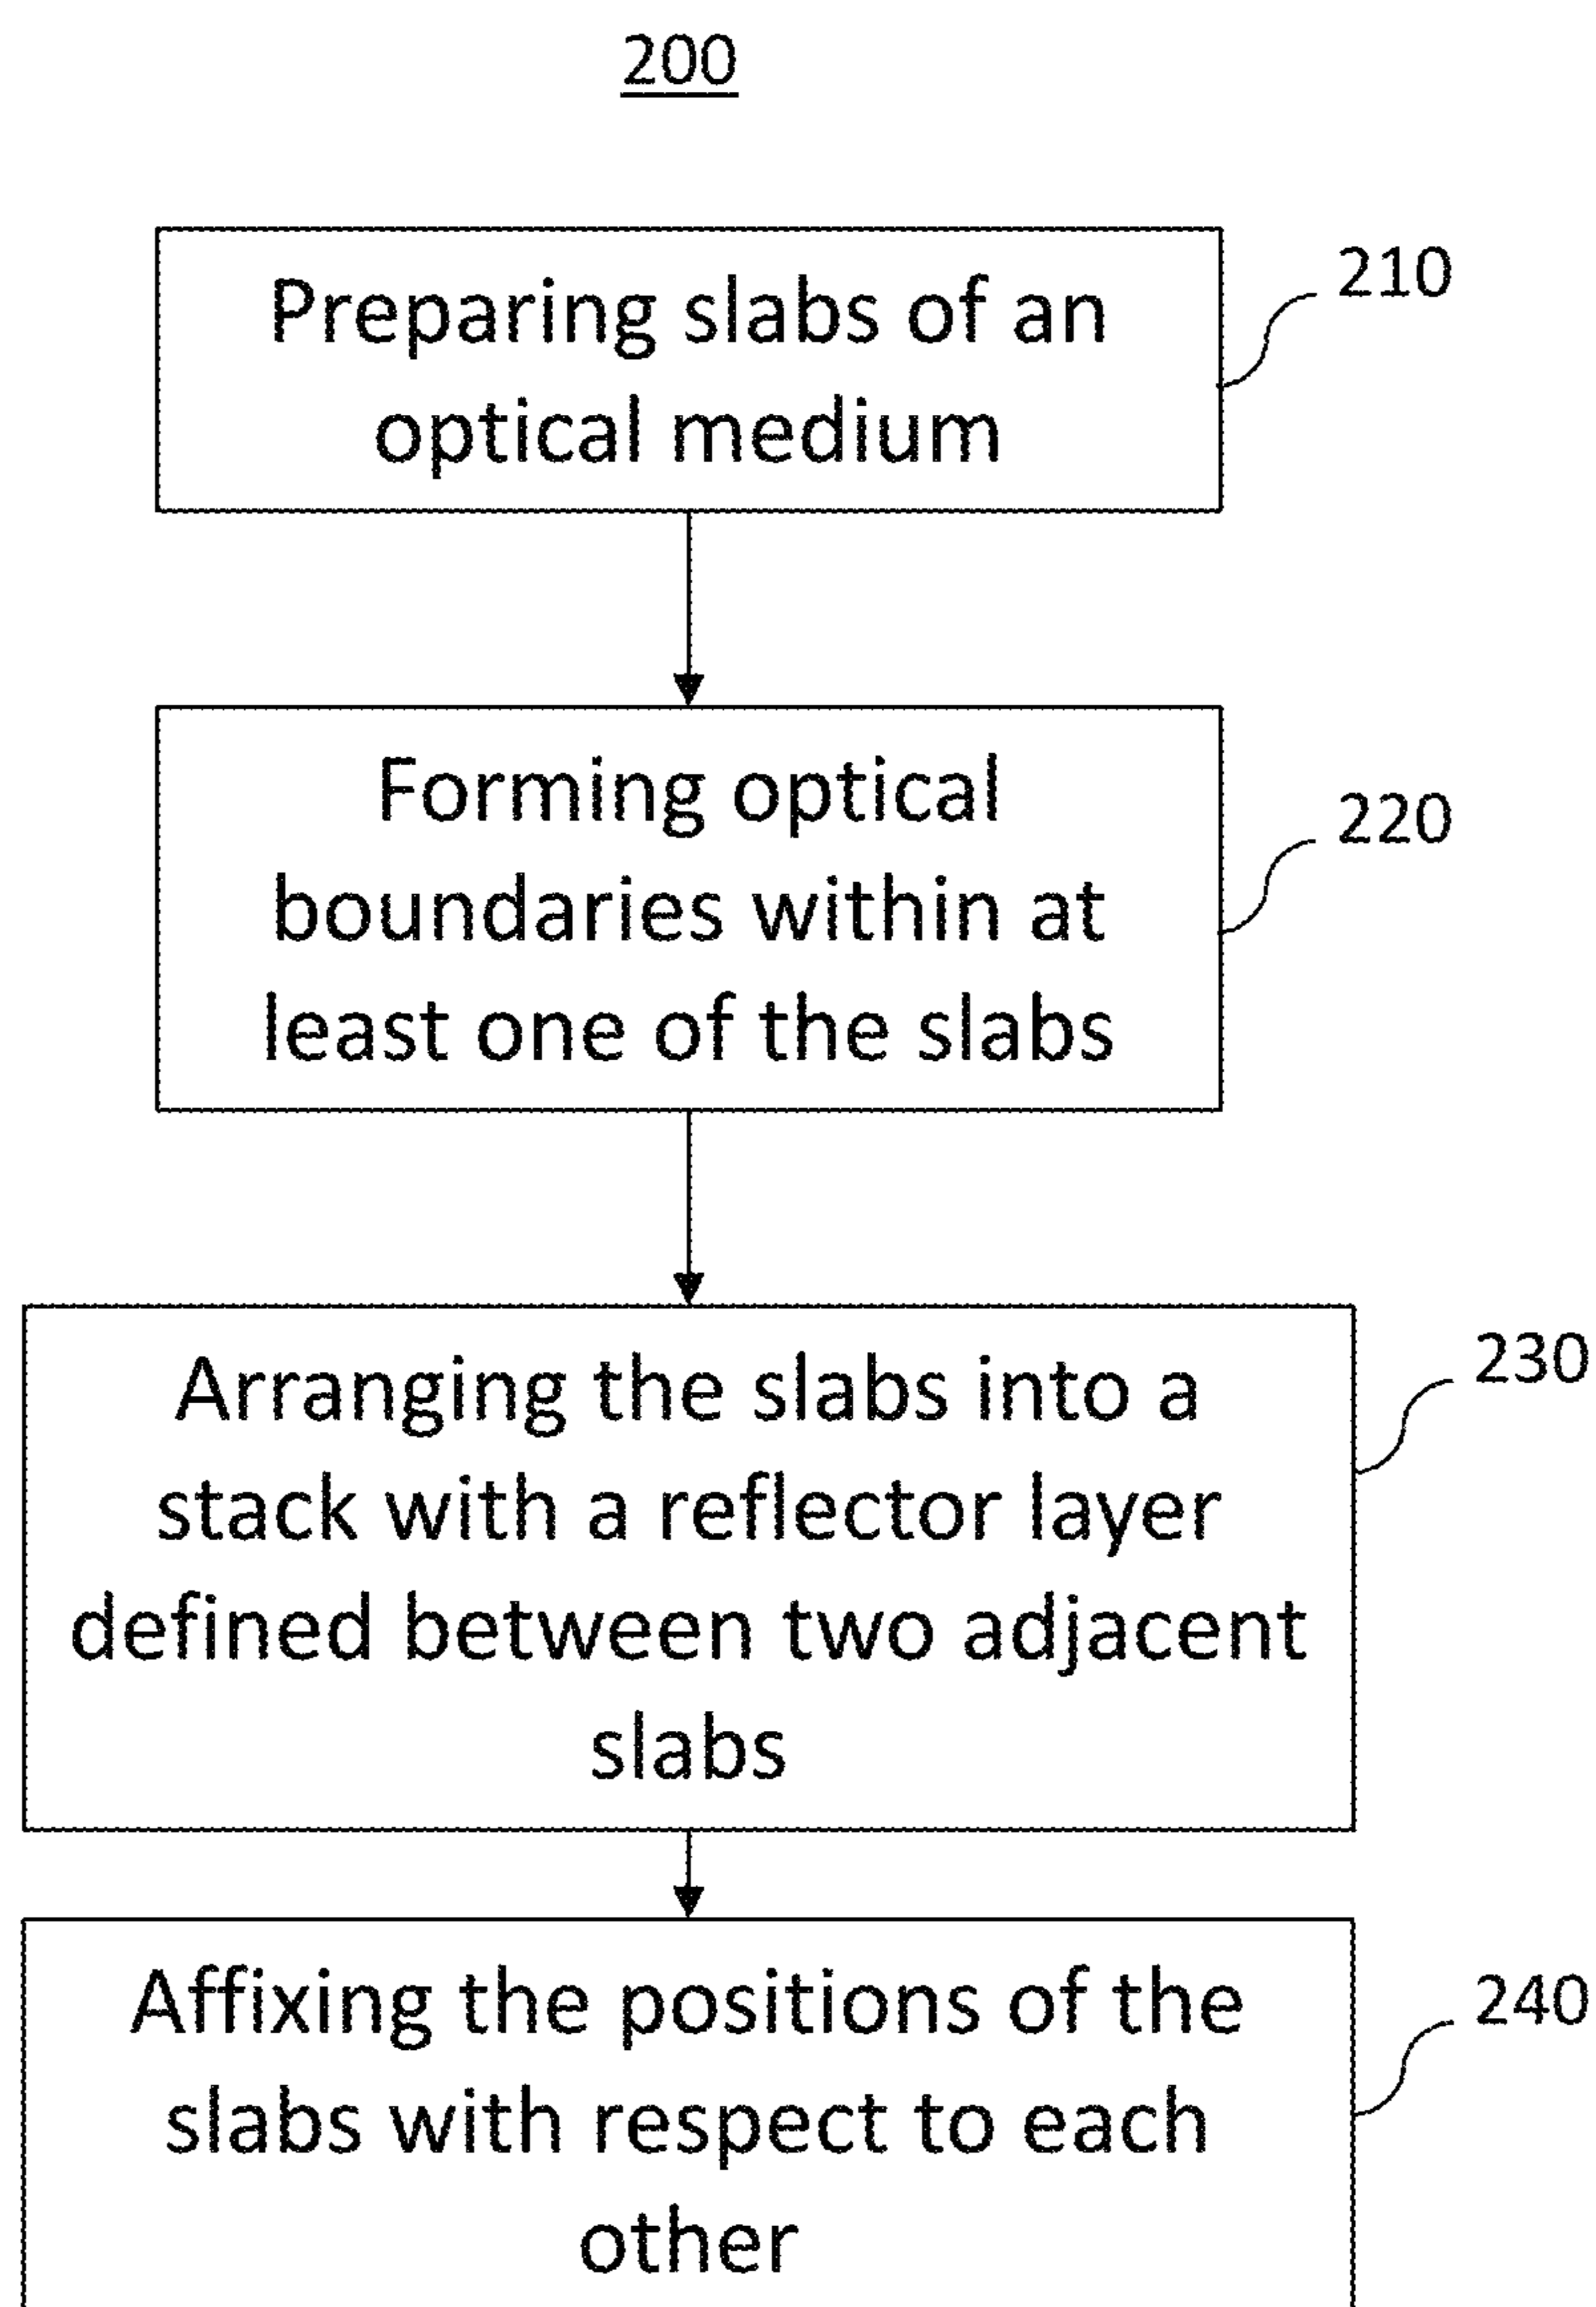 200
Preparing slabs of an
optical medium
210
Forming optical
boundaries within at
least one of the slabs
220
Arranging the slabs into a
stack with a reflector layer
defined between two adjacent
slabs
230
Affixing the positions of the
slabs with respect to each
other
240